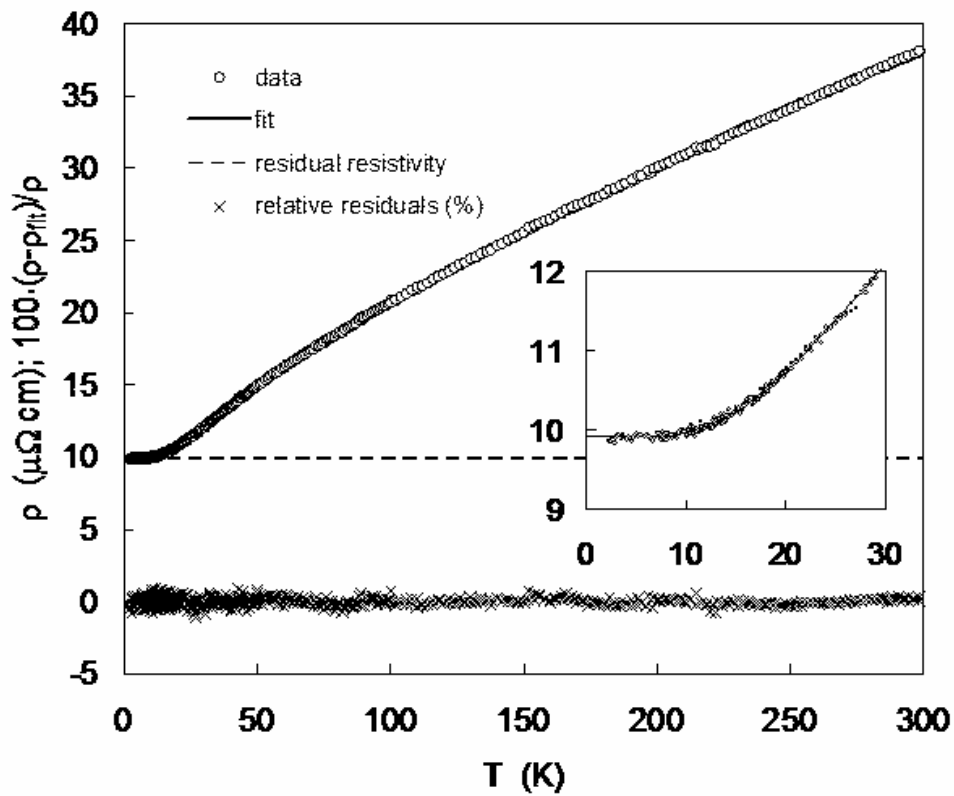 40
35
30
25
20
15
10
5
0
-5
ρ (μΩ cm); 100·(ρ-ρfit)/ρ
data
fit
residual resistivity
relative residuals (%)
12
11
10
9
0 10 20 30
0 50 100 150 200 250 300
T (K)